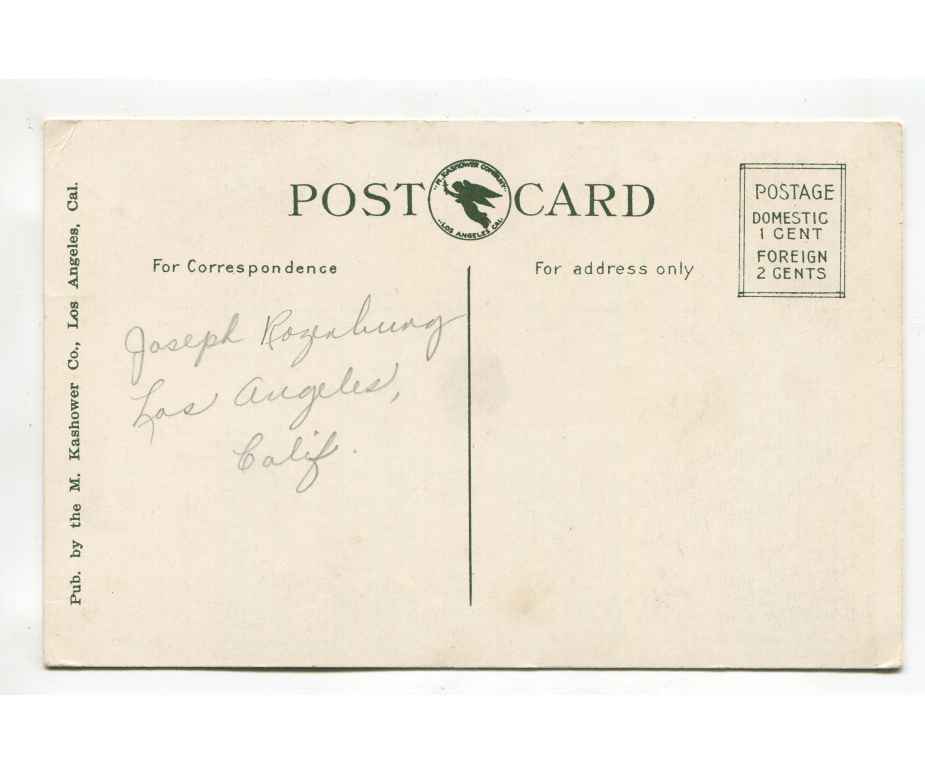 POST CARD
M. KASHOWER COMPANY
LOS ANGELES CAL.
POSTAGE
DOMESTIC
1 CENT
FOREIGN
2 CENTS
For Correspondence
For address only
Joseph Rozenburg
Los Angeles,
Calif.
Pub. by the M. Kashower Co., Los Angeles, Cal.